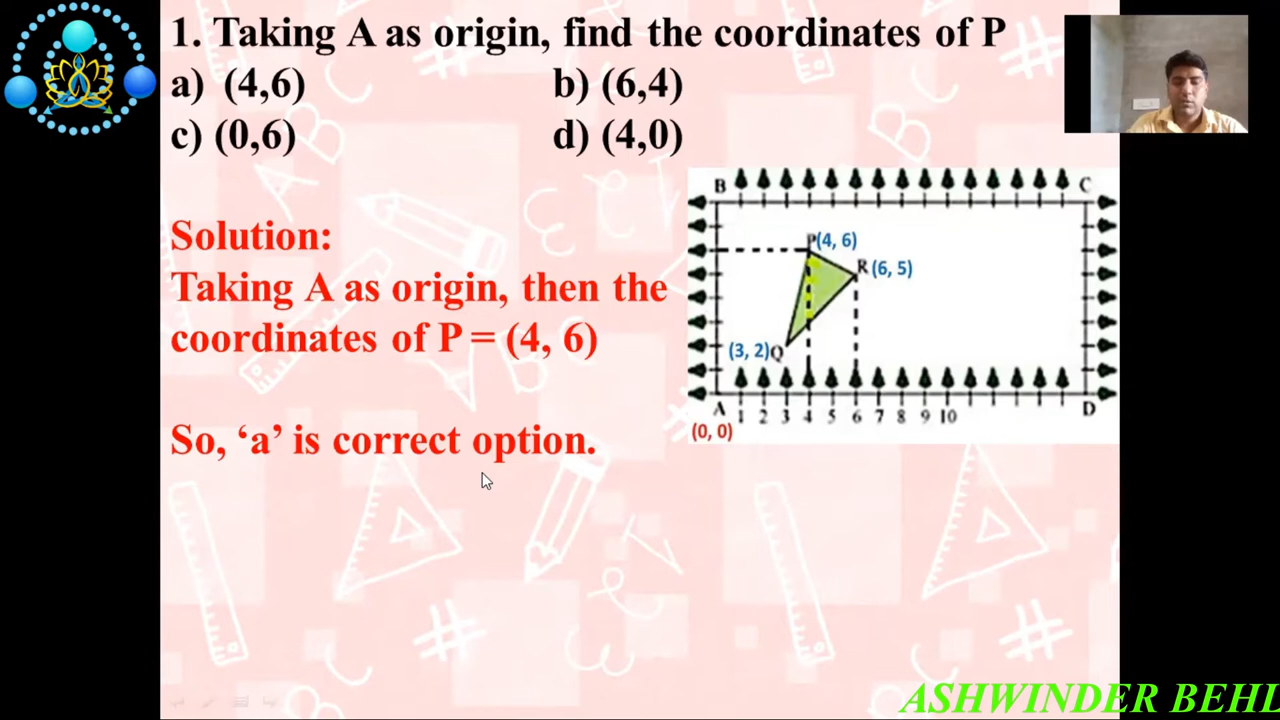 1. Taking A as origin, find the coordinates of P
a) (4,6) b) (6,4)
c) (0,6) d) (4,0)
Solution:
Taking A as origin, then the
coordinates of P = (4, 6)
So, ‘a’ is correct option.
B C
P(4, 6)
R (6, 5)
(3, 2)Q
A D
1 2 3 4 5 6 7 8 9 10
(0, 0)
ASHWINDER BEHL